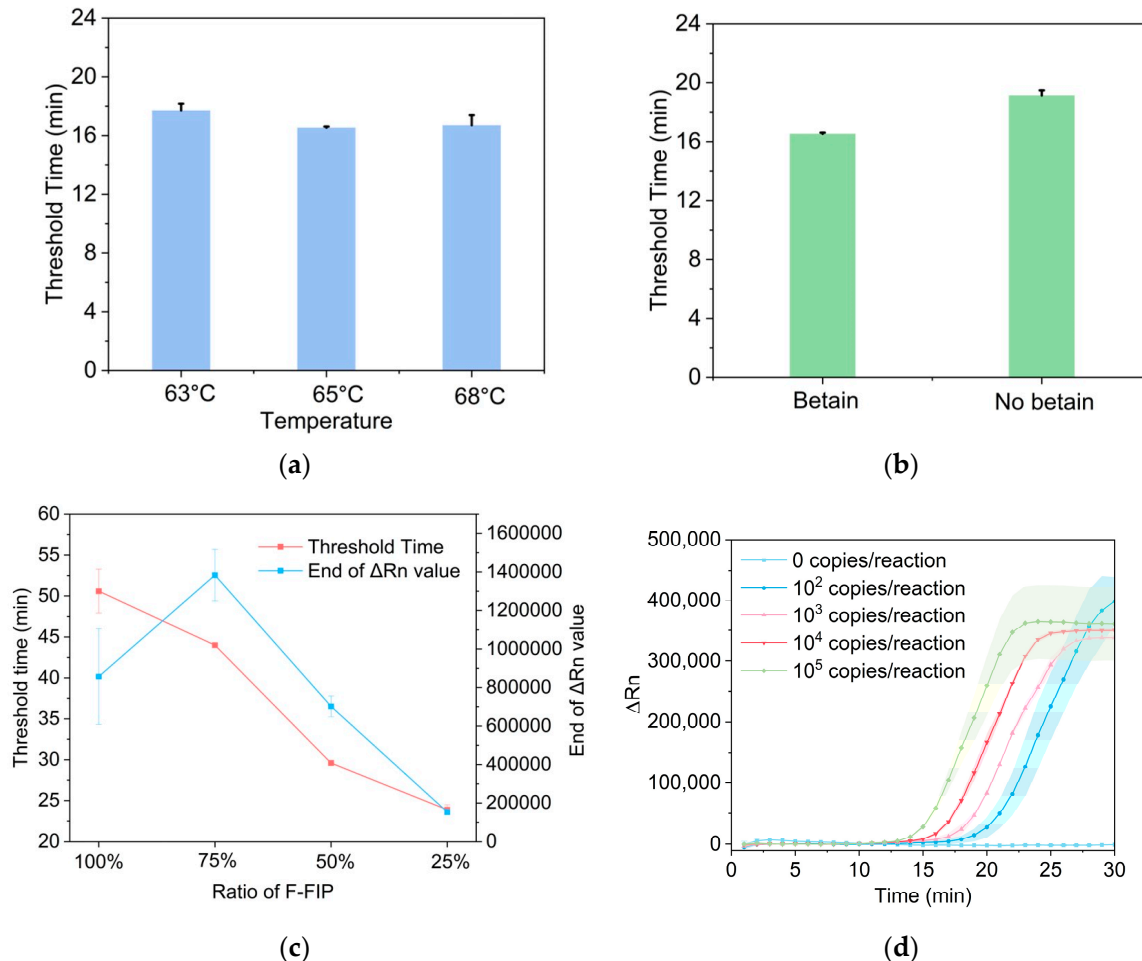 24
20
16
12
8
4
0
Threshold Time (min)
63°C
65°C
68°C
Temperature
(a)
24
20
16
12
8
4
0
Threshold Time (min)
Betain
No betain
(b)
60
55
50
45
40
35
30
25
20
Threshold time (min)
Threshold Time
End of ΔRn value
1600000
1400000
1200000
1000000
800000
600000
400000
200000
0
End of ΔRn value
100%
75%
50%
25%
Ratio of F-FIP
(c)
500,000
400,000
300,000
200,000
100,000
0
ΔRn
0 copies/reaction
10² copies/reaction
10³ copies/reaction
10⁴ copies/reaction
10⁵ copies/reaction
0
5
10
15
20
25
30
Time (min)
(d)